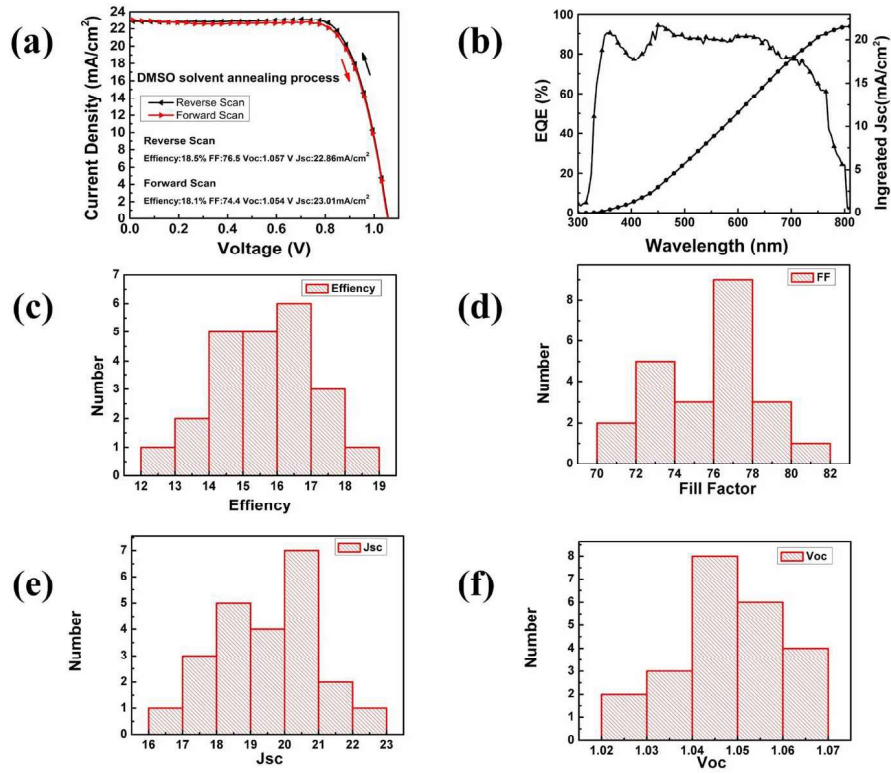 (a)
Current Density (mA/cm²)
24
22
20
18
16
14
12
10
8
6
4
2
0
DMSO solvent annealing process
Reverse Scan
Forward Scan
Reverse Scan
Effiency:18.5% FF:76.5 Voc:1.057 V Jsc:22.86mA/cm²
Forward Scan
Effiency:18.1% FF:74.4 Voc:1.054 V Jsc:23.01mA/cm²
0.0 0.2 0.4 0.6 0.8 1.0
Voltage (V)
(b)
EQE (%)
100
80
60
40
20
0
20
15
10
5
0
Ingreated Jsc(mA/cm²)
300 400 500 600 700 800
Wavelength (nm)
(c)
Number
7
6
5
4
3
2
1
0
Effiency
12 13 14 15 16 17 18 19
Effiency
(d)
Number
8
6
4
2
0
FF
70 72 74 76 78 80 82
Fill Factor
(e)
Number
7
6
5
4
3
2
1
0
Jsc
16 17 18 19 20 21 22 23
Jsc
(f)
Number
8
7
6
5
4
3
2
1
0
Voc
1.02 1.03 1.04 1.05 1.06 1.07
Voc